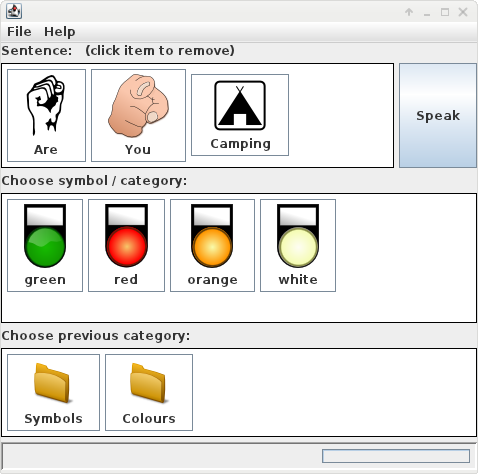 File Help
Sentence: (click item to remove)
Are You Camping
Speak
Choose symbol / category:
green red orange white
Choose previous category:
Symbols Colours